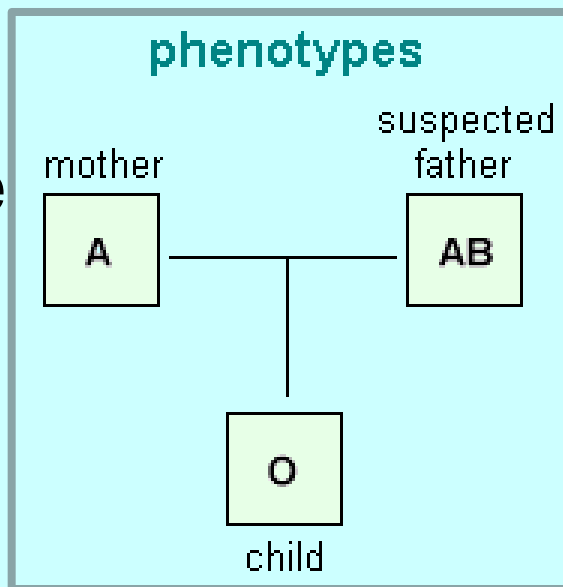 phenotypes
suspected
mother father
e
A AB
O
child